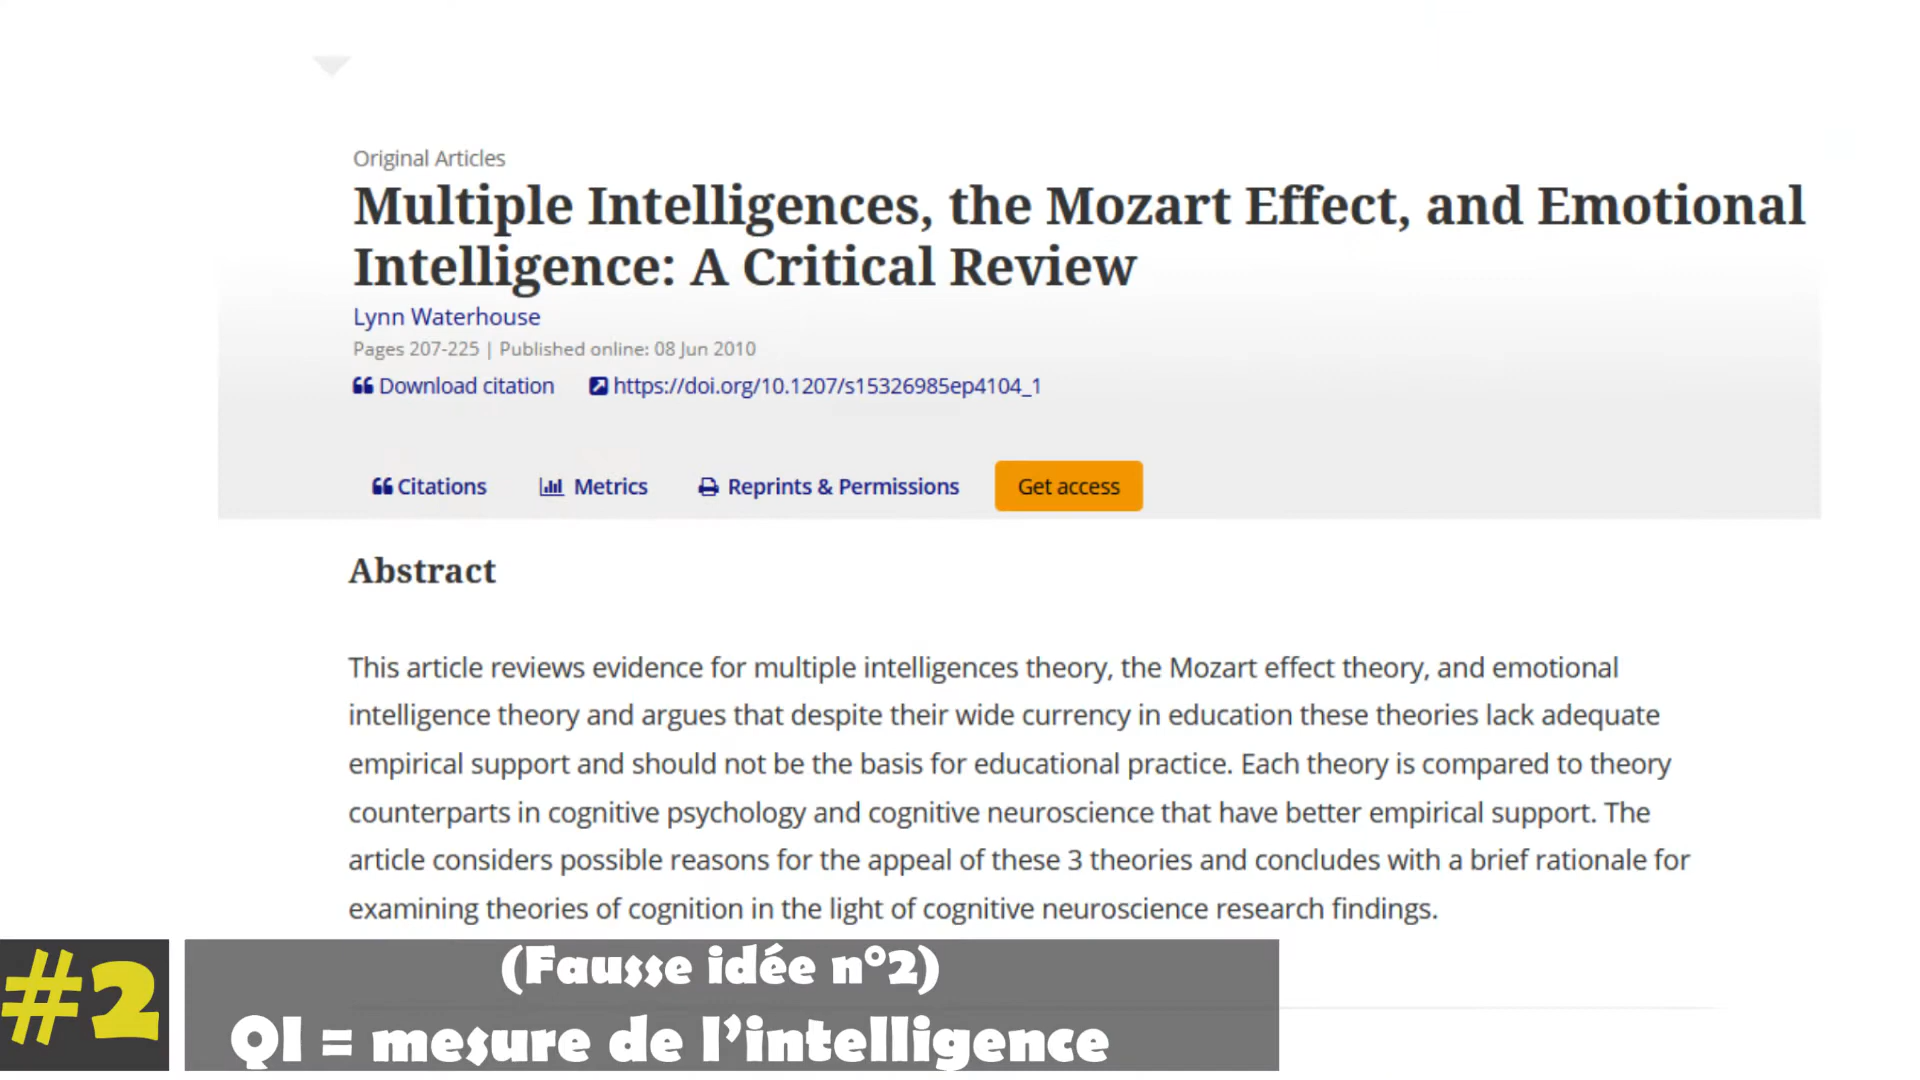 Original Articles
Multiple Intelligences, the Mozart Effect, and Emotional
Intelligence: A Critical Review
Lynn Waterhouse
Pages 207-225 | Published online: 08 Jun 2010
Download citation https://doi.org/10.1207/s15326985ep4104_1
Citations Metrics Reprints & Permissions Get access
Abstract
This article reviews evidence for multiple intelligences theory, the Mozart effect theory, and emotional
intelligence theory and argues that despite their wide currency in education these theories lack adequate
empirical support and should not be the basis for educational practice. Each theory is compared to theory
counterparts in cognitive psychology and cognitive neuroscience that have better empirical support. The
article considers possible reasons for the appeal of these 3 theories and concludes with a brief rationale for
examining theories of cognition in the light of cognitive neuroscience research findings.
#2
(Fausse idée n°2)
QI = mesure de l’intelligence